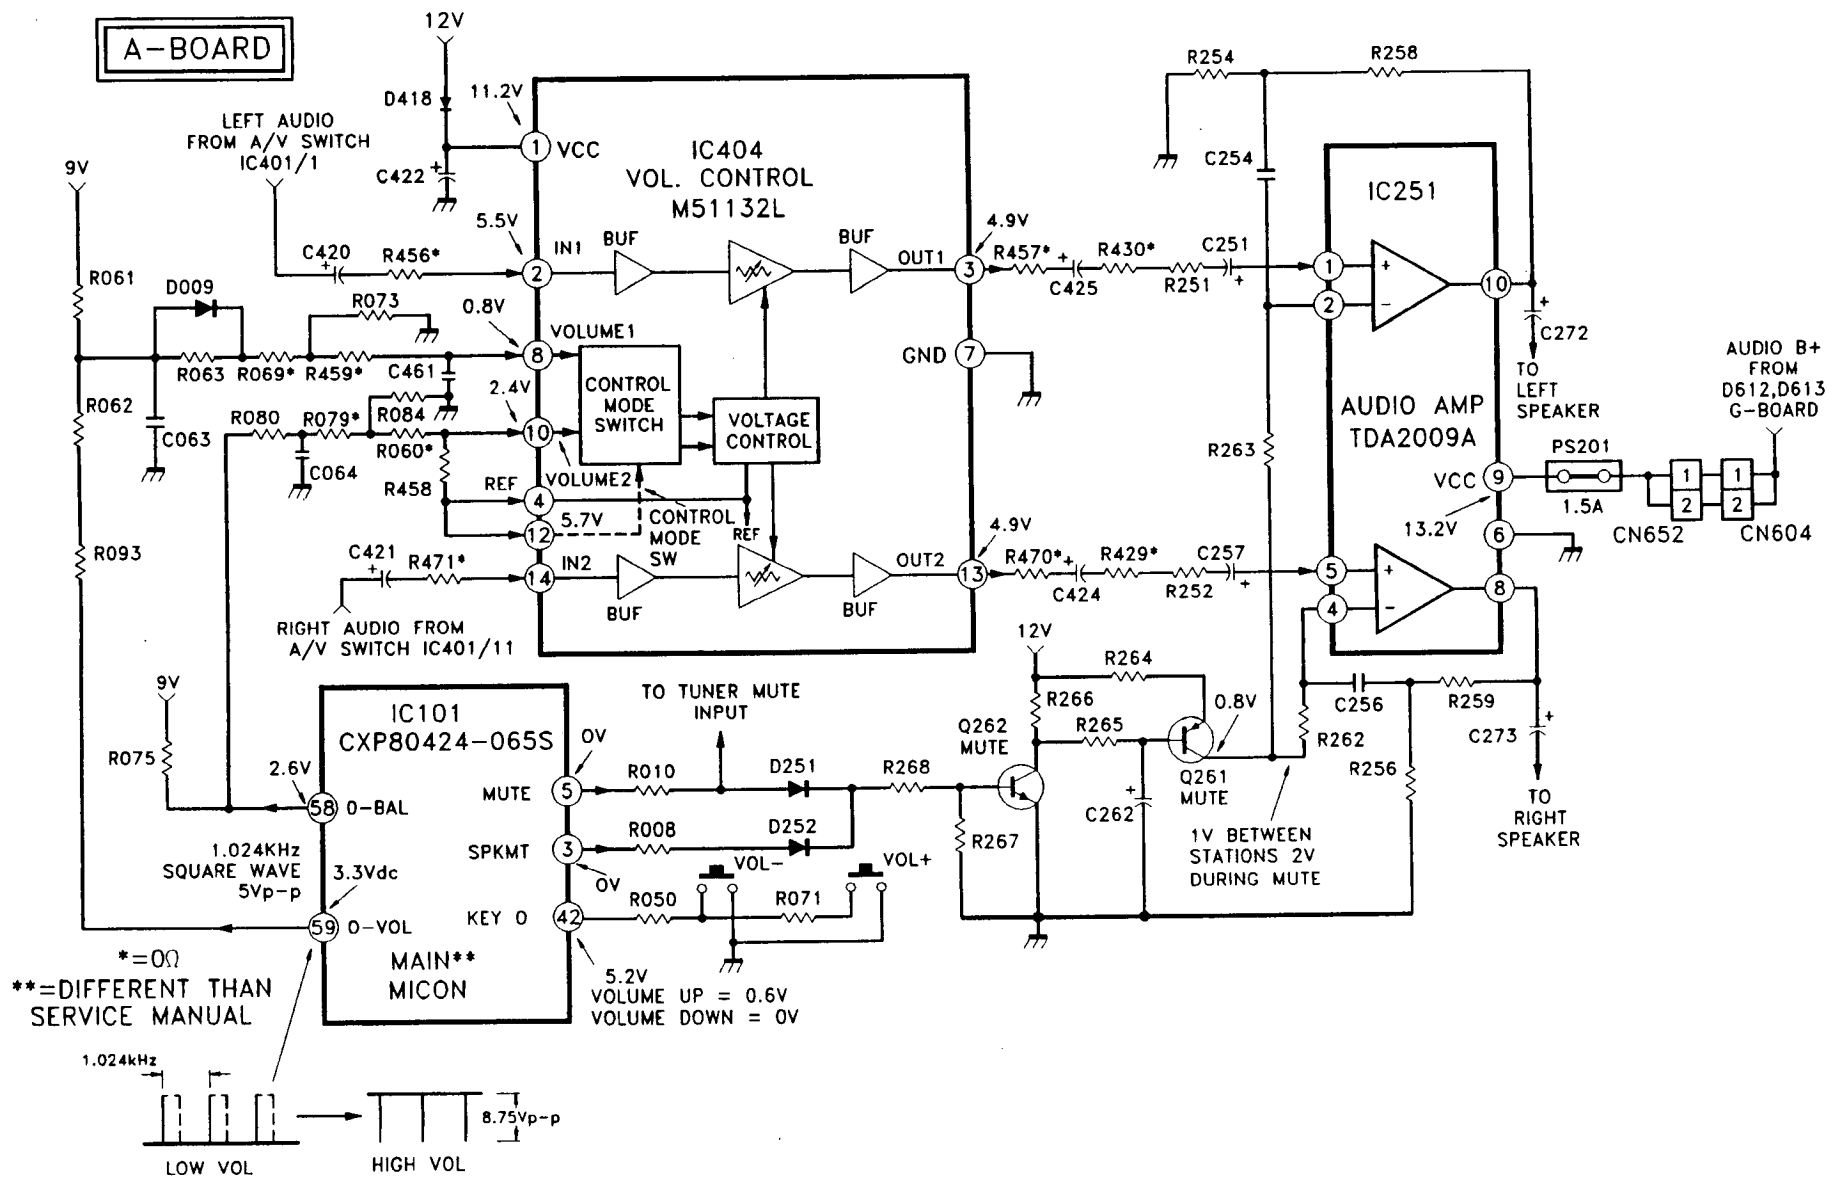 A-BOARD
12V
D418
11.2V
1
VCC
C422
LEFT AUDIO
FROM A/V SWITCH
IC401/1
9V
IC404
VOL. CONTROL
M51132L
5.5V
IN1
2
BUF
BUF
OUT1
4.9V
3
C420
R456*
R061
D009
R073
0.8V
VOLUME1
8
R063
R069*
R459*
C461
2.4V
10
VOLUME2
R062
C063
R080
R079*
R084
C064
R060*
R458
REF
4
12
5.7V
CONTROL
MODE
SWITCH
VOLTAGE
CONTROL
CONTROL
MODE
SW
REF
GND
7
R093
C421
R471*
14
IN2
BUF
BUF
OUT2
4.9V
13
RIGHT AUDIO FROM
A/V SWITCH IC401/11
R457*
C425
R430*
R251
C251
R470*
C424
R429*
R252
C257
R254
R258
C254
IC251
1
+
2
-
10
C272
TO
LEFT
SPEAKER
AUDIO AMP
TDA2009A
AUDIO B+
FROM
D612,D613
G-BOARD
R263
VCC
9
PS201
1.5A
1
2
1
2
CN652
CN604
13.2V
6
5
+
4
-
8
12V
R264
R266
R265
Q262
MUTE
0.8V
Q261
MUTE
C262
C256
R259
R262
R256
C273
TO
RIGHT
SPEAKER
1V BETWEEN
STATIONS 2V
DURING MUTE
9V
R075
2.6V
58
O-BAL
IC101
CXP80424-065S
TO TUNER MUTE
INPUT
0V
MUTE
5
R010
D251
R268
R267
SPKMT
3
R008
D252
0V
VOL-
VOL+
KEY 0
42
R050
R071
1.024KHz
SQUARE WAVE
5Vp-p
3.3Vdc
59
O-VOL
MAIN**
MICON
5.2V
VOLUME UP = 0.6V
VOLUME DOWN = 0V
*=0Ω
**=DIFFERENT THAN
SERVICE MANUAL
1.024kHz
8.75Vp-p
LOW VOL
HIGH VOL